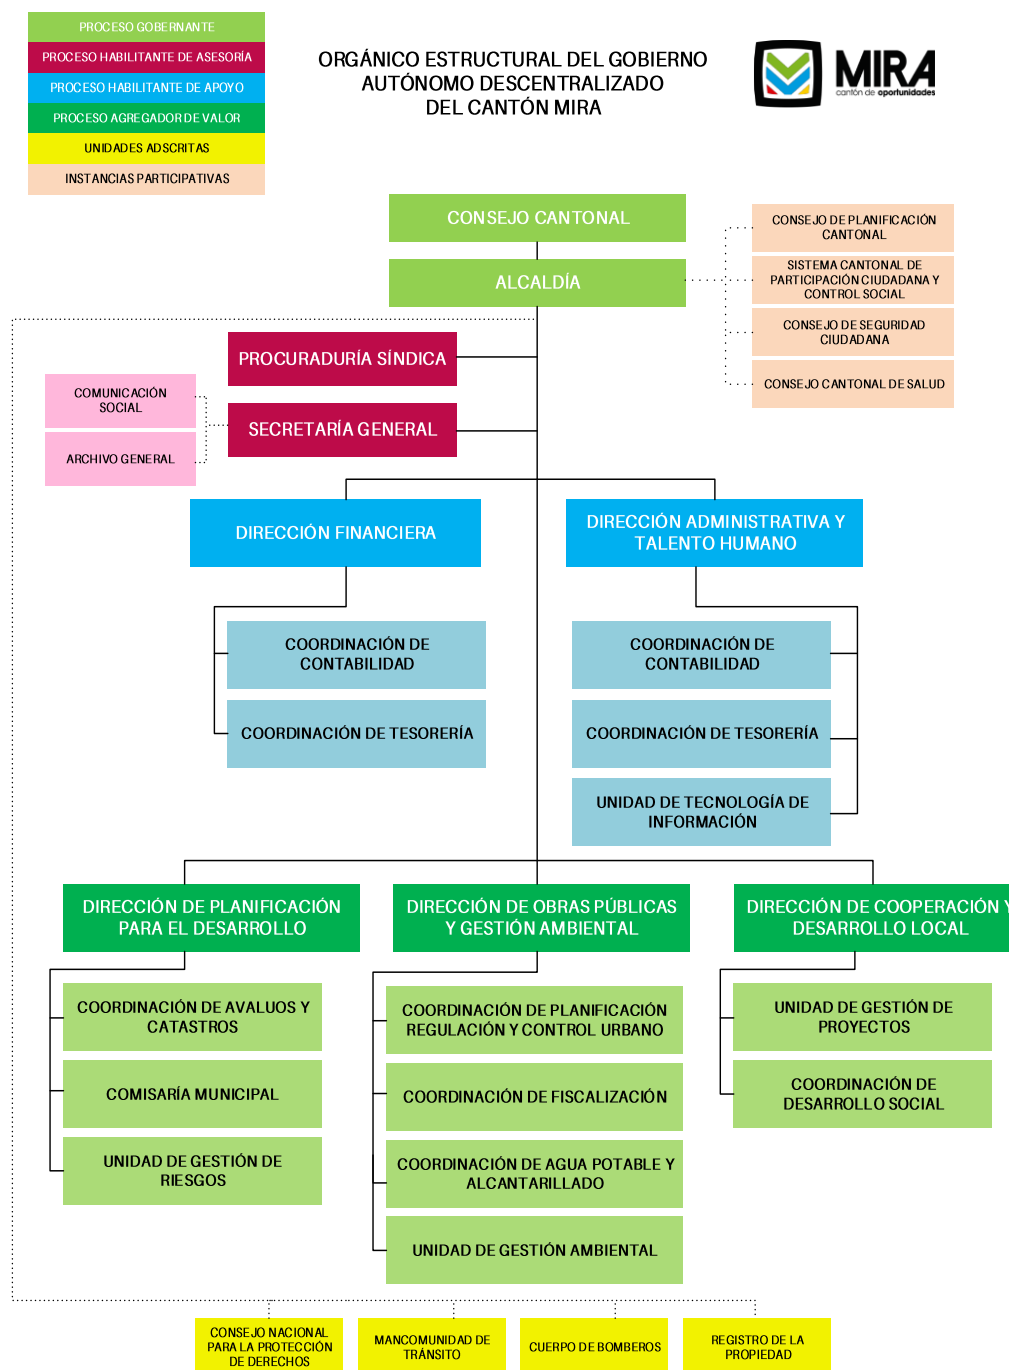 PROCESO GOBERNANTE
PROCESO HABILITANTE DE ASESORÍA
PROCESO HABILITANTE DE APOYO
PROCESO AGREGADOR DE VALOR
UNIDADES ADSCRITAS
INSTANCIAS PARTICIPATIVAS
ORGÁNICO ESTRUCTURAL DEL GOBIERNO
AUTÓNOMO DESCENTRALIZADO
DEL CANTÓN MIRA
MIRA
cantón de oportunidades
CONSEJO CANTONAL
ALCALDÍA
CONSEJO DE PLANIFICACIÓN
CANTONAL
SISTEMA CANTONAL DE
PARTICIPACIÓN CIUDADANA Y
CONTROL SOCIAL
CONSEJO DE SEGURIDAD
CIUDADANA
CONSEJO CANTONAL DE SALUD
PROCURADURÍA SÍNDICA
SECRETARÍA GENERAL
COMUNICACIÓN
SOCIAL
ARCHIVO GENERAL
DIRECCIÓN FINANCIERA
DIRECCIÓN ADMINISTRATIVA Y
TALENTO HUMANO
COORDINACIÓN DE
CONTABILIDAD
COORDINACIÓN DE TESORERÍA
COORDINACIÓN DE
CONTABILIDAD
COORDINACIÓN DE TESORERÍA
UNIDAD DE TECNOLOGÍA DE
INFORMACIÓN
DIRECCIÓN DE PLANIFICACIÓN
PARA EL DESARROLLO
DIRECCIÓN DE OBRAS PÚBLICAS
Y GESTIÓN AMBIENTAL
DIRECCIÓN DE COOPERACIÓN Y
DESARROLLO LOCAL
COORDINACIÓN DE AVALUOS Y
CATASTROS
COMISARÍA MUNICIPAL
UNIDAD DE GESTIÓN DE
RIESGOS
COORDINACIÓN DE PLANIFICACIÓN
REGULACIÓN Y CONTROL URBANO
COORDINACIÓN DE FISCALIZACIÓN
COORDINACIÓN DE AGUA POTABLE Y
ALCANTARILLADO
UNIDAD DE GESTIÓN AMBIENTAL
UNIDAD DE GESTIÓN DE
PROYECTOS
COORDINACIÓN DE
DESARROLLO SOCIAL
CONSEJO NACIONAL
PARA LA PROTECCIÓN
DE DERECHOS
MANCOMUNIDAD DE
TRÁNSITO
CUERPO DE BOMBEROS
REGISTRO DE LA
PROPIEDAD